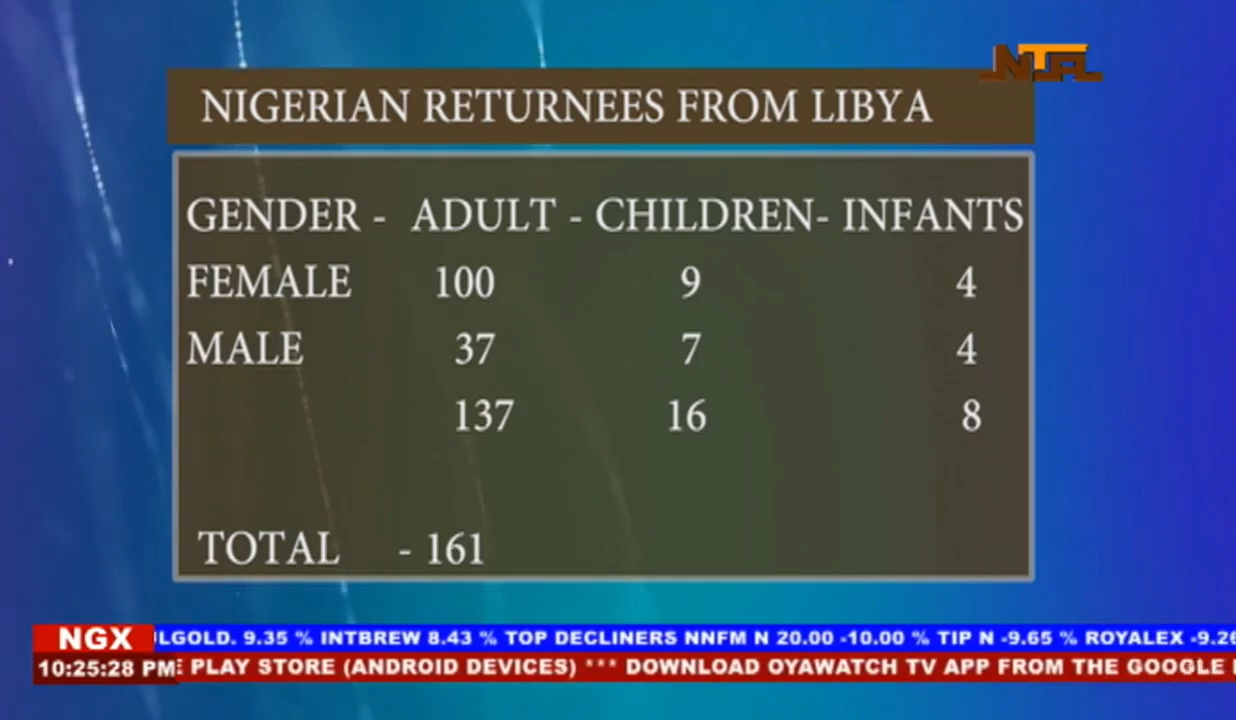 NTA
NIGERIAN RETURNEES FROM LIBYA
GENDER - ADULT - CHILDREN- INFANTS
FEMALE 100 9 4
MALE 37 7 4
137 16 8
TOTAL - 161
NGX LGOLD. 9.35 % INTBREW 8.43 % TOP DECLINERS NNFM N 20.00 -10.00 % TIP N -9.65 % ROYALEX -9.26
10:25:28 PM PLAY STORE (ANDROID DEVICES) *** DOWNLOAD OYAWATCH TV APP FROM THE GOOGLE